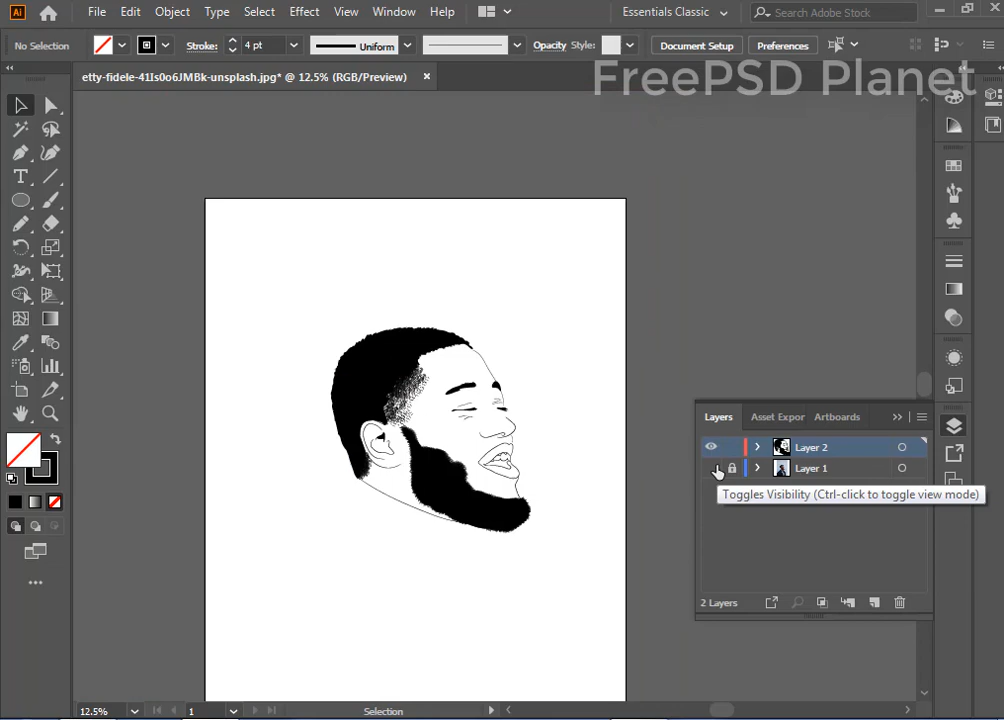 Ai File Edit Object Type Select Effect View Window Help Essentials Classic Search Adobe Stock
No Selection Stroke: 4 pt Uniform Opacity Style: Document Setup Preferences
etty-fidele-41Is0o6JMBk-unsplash.jpg* @ 12.5% (RGB/Preview) ×
FreePSD Planet
Layers Asset Expor Artboards
Layer 2
Layer 1
Toggles Visibility (Ctrl-click to toggle view mode)
2 Layers
12.5% 1 Selection